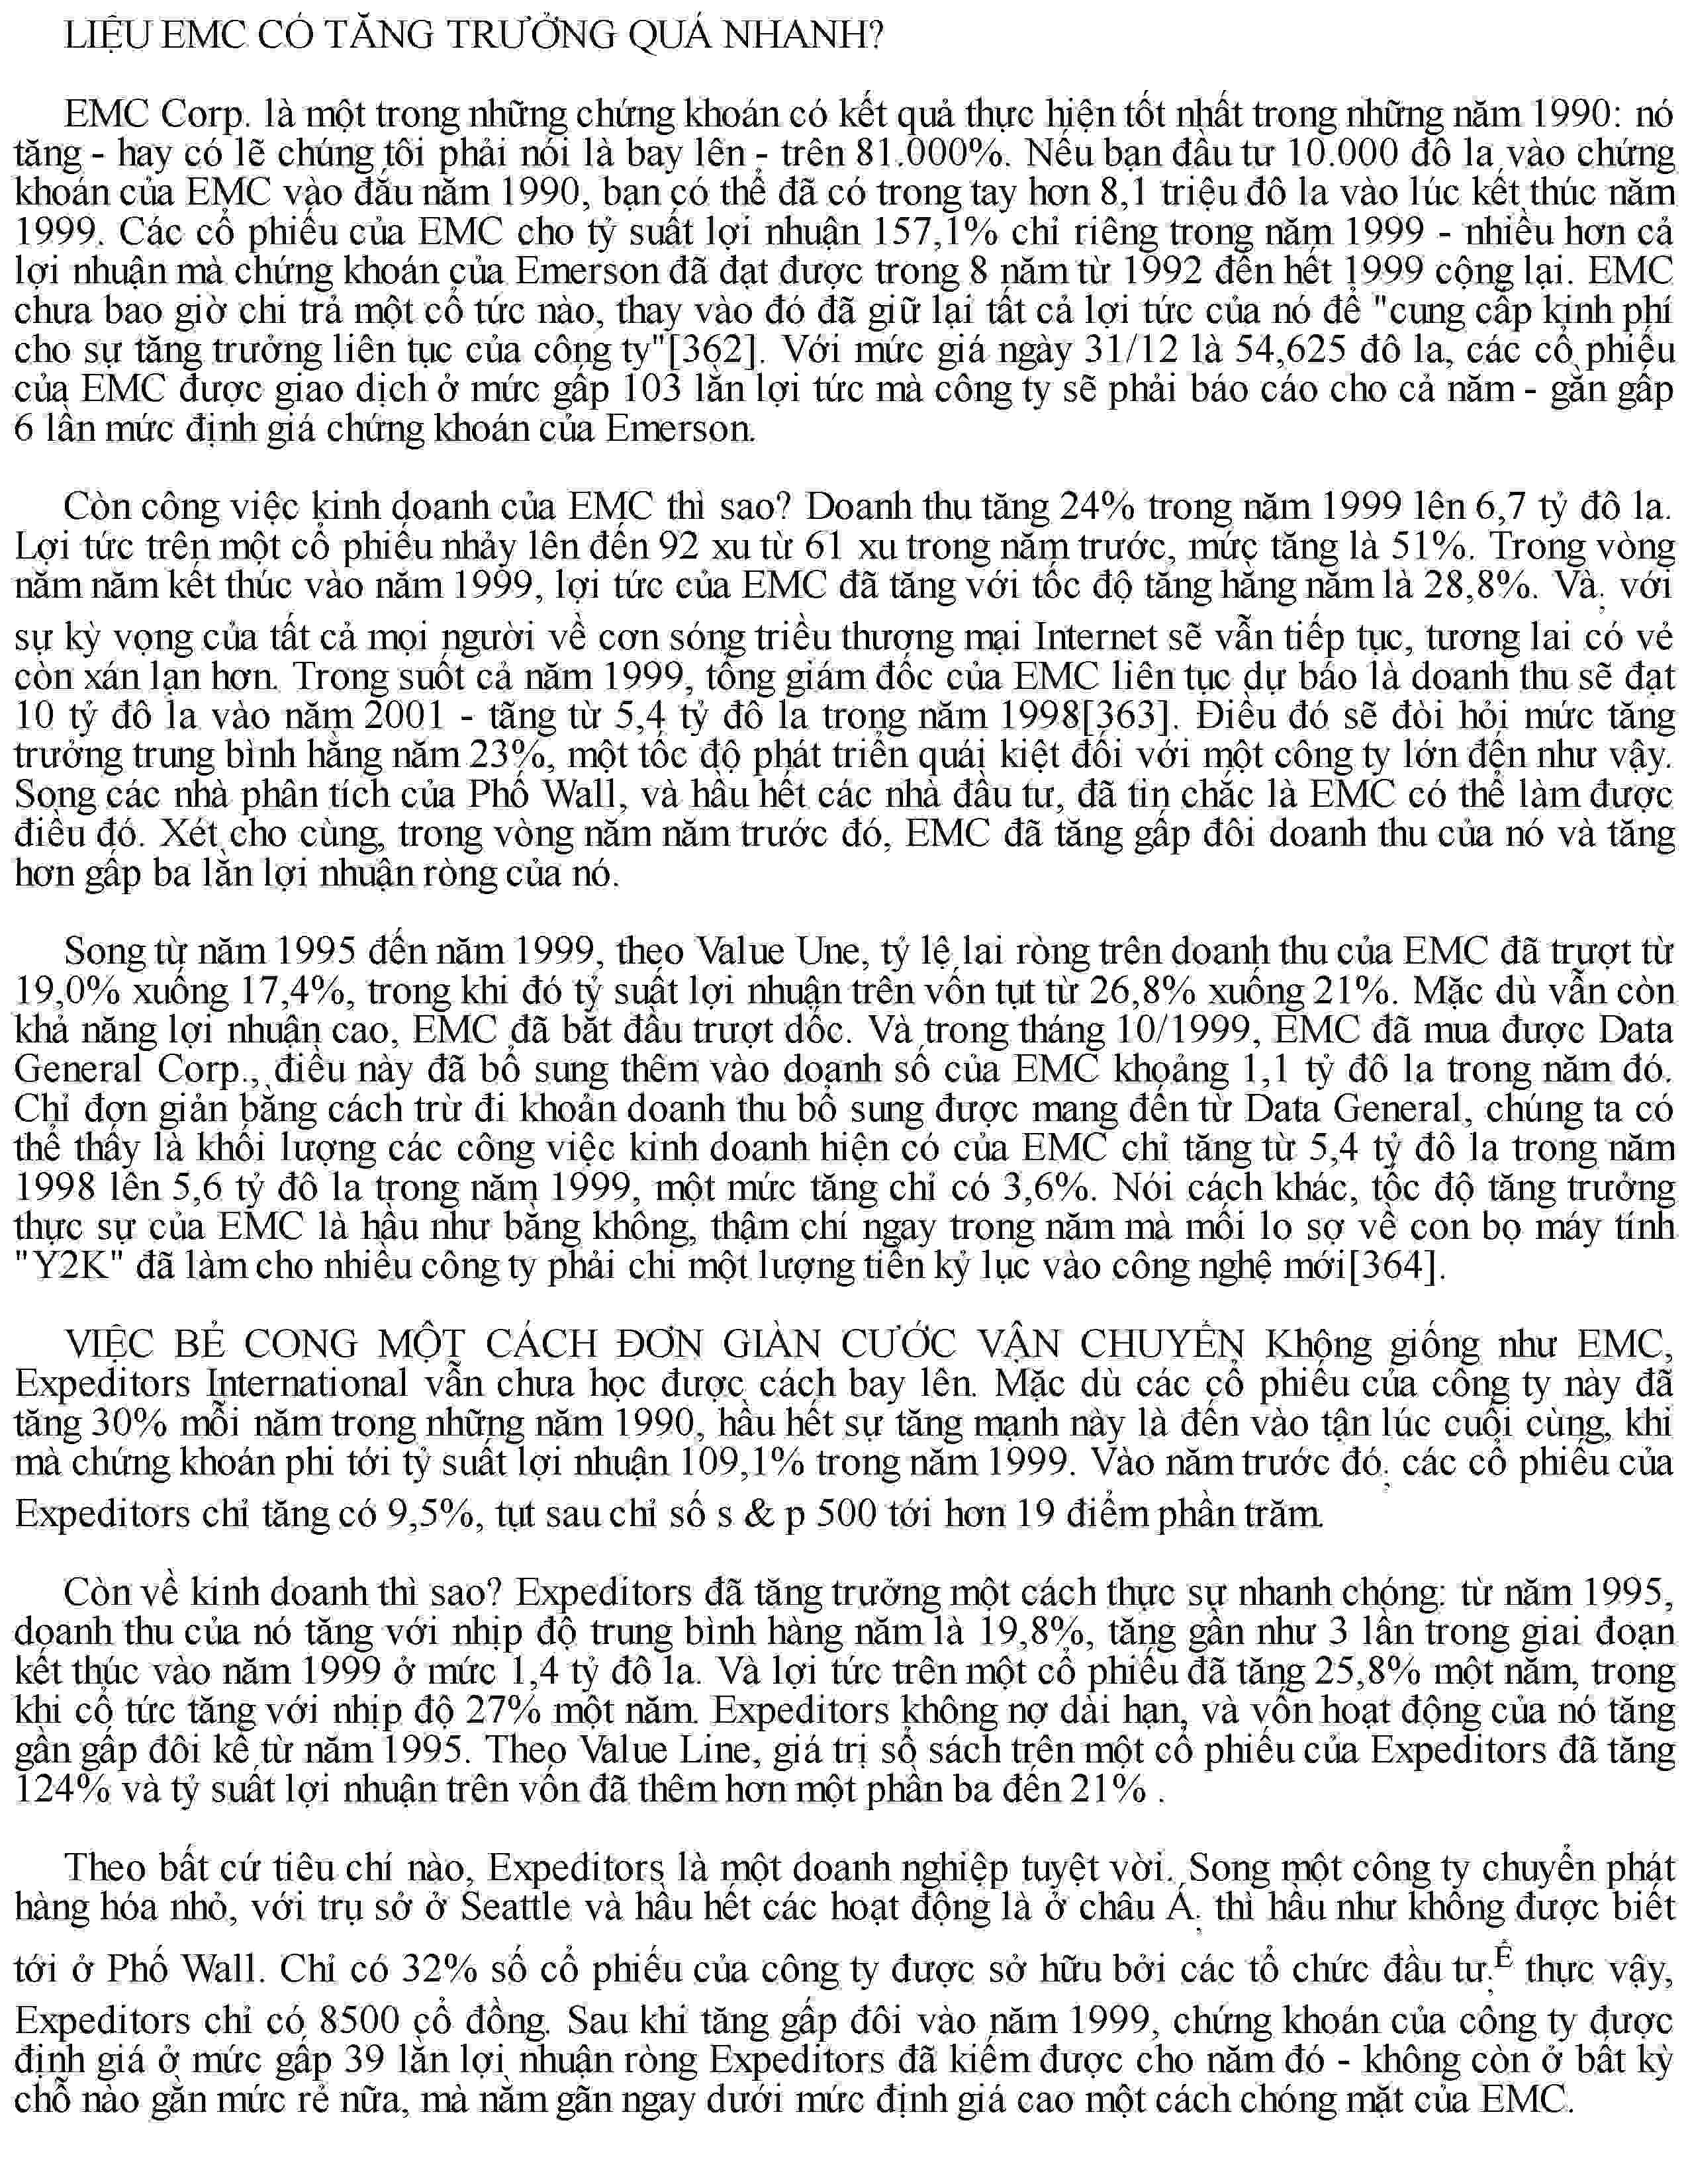 LIỆU EMC CÓ TĂNG TRƯỞNG QUÁ NHANH?
EMC Corp. là một trong những chứng khoán có kết quả thực hiện tốt nhất trong những năm 1990: nó
tăng - hay có lẽ chúng tôi phải nói là bay lên - trên 81.000%. Nếu bạn đầu tư 10.000 đô la vào chứng
khoán của EMC vào đầu năm 1990, bạn có thể đã có trong tay hơn 8,1 triệu đô la vào lúc kết thúc năm
1999. Các cổ phiếu của EMC cho tỷ suất lợi nhuận 157,1% chỉ riêng trong năm 1999 - nhiều hơn cả
lợi nhuận mà chứng khoán của Emerson đã đạt được trong 8 năm từ 1992 đến hết 1999 cộng lại. EMC
chưa bao giờ chi trả một cổ tức nào, thay vào đó đã giữ lại tất cả lợi tức của nó để "cung cấp kinh phí
cho sự tăng trưởng liên tục của công ty"[362]. Với mức giá ngày 31/12 là 54,625 đô la, các cổ phiếu
của EMC được giao dịch ở mức gấp 103 lần lợi tức mà công ty sẽ phải báo cáo cho cả năm - gần gấp
6 lần mức định giá chứng khoán của Emerson.
Còn công việc kinh doanh của EMC thì sao? Doanh thu tăng 24% trong năm 1999 lên 6,7 tỷ đô la.
Lợi tức trên một cổ phiếu nhảy lên đến 92 xu từ 61 xu trong năm trước, mức tăng là 51%. Trong vòng
năm năm kết thúc vào năm 1999, lợi tức của EMC đã tăng với tốc độ tăng hằng năm là 28,8%. Và, với
sự kỳ vọng của tất cả mọi người về cơn sóng triều thương mại Internet sẽ vẫn tiếp tục, tương lai có vẻ
còn xán lạn hơn. Trong suốt cả năm 1999, tổng giám đốc của EMC liên tục dự báo là doanh thu sẽ đạt
10 tỷ đô la vào năm 2001 - tăng từ 5,4 tỷ đô la trong năm 1998[363]. Điều đó sẽ đòi hỏi mức tăng
trưởng trung bình hằng năm 23%, một tốc độ phát triển quái kiệt đối với một công ty lớn đến như vậy.
Song các nhà phân tích của Phố Wall, và hầu hết các nhà đầu tư, đã tin chắc là EMC có thể làm được
điều đó. Xét cho cùng, trong vòng năm năm trước đó, EMC đã tăng gấp đôi doanh thu của nó và tăng
hơn gấp ba lần lợi nhuận ròng của nó.
Song từ năm 1995 đến năm 1999, theo Value Une, tỷ lệ lai ròng trên doanh thu của EMC đã trượt từ
19,0% xuống 17,4%, trong khi đó tỷ suất lợi nhuận trên vốn tụt từ 26,8% xuống 21%. Mặc dù vẫn còn
khả năng lợi nhuận cao, EMC đã bắt đầu trượt dốc. Và trong tháng 10/1999, EMC đã mua được Data
General Corp., điều này đã bổ sung thêm vào doanh số của EMC khoảng 1,1 tỷ đô la trong năm đó.
Chỉ đơn giản bằng cách trừ đi khoản doanh thu bổ sung được mang đến từ Data General, chúng ta có
thể thấy là khối lượng các công việc kinh doanh hiện có của EMC chỉ tăng từ 5,4 tỷ đô la trong năm
1998 lên 5,6 tỷ đô la trong năm 1999, một mức tăng chỉ có 3,6%. Nói cách khác, tốc độ tăng trưởng
thực sự của EMC là hầu như bằng không, thậm chí ngay trong năm mà mối lo sợ về con bọ máy tính
"Y2K" đã làm cho nhiều công ty phải chi một lượng tiền kỷ lục vào công nghệ mới[364].
VIỆC BẺ CONG MỘT CÁCH ĐƠN GIÀN CƯỚC VẬN CHUYỂN Không giống như EMC,
Expeditors International vẫn chưa học được cách bay lên. Mặc dù các cổ phiếu của công ty này đã
tăng 30% mỗi năm trong những năm 1990, hầu hết sự tăng mạnh này là đến vào tận lúc cuối cùng, khi
mà chứng khoán phi tới tỷ suất lợi nhuận 109,1% trong năm 1999. Vào năm trước đó, các cổ phiếu của
Expeditors chỉ tăng có 9,5%, tụt sau chỉ số s & p 500 tới hơn 19 điểm phần trăm.
Còn về kinh doanh thì sao? Expeditors đã tăng trưởng một cách thực sự nhanh chóng: từ năm 1995,
doanh thu của nó tăng với nhịp độ trung bình hàng năm là 19,8%, tăng gần như 3 lần trong giai đoạn
kết thúc vào năm 1999 ở mức 1,4 tỷ đô la. Và lợi tức trên một cổ phiếu đã tăng 25,8% một năm, trong
khi cổ tức tăng với nhịp độ 27% một năm. Expeditors không nợ dài hạn, và vốn hoạt động của nó tăng
gần gấp đôi kể từ năm 1995. Theo Value Line, giá trị sổ sách trên một cổ phiếu của Expeditors đã tăng
124% và tỷ suất lợi nhuận trên vốn đã thêm hơn một phần ba đến 21% .
Theo bất cứ tiêu chí nào, Expeditors là một doanh nghiệp tuyệt vời. Song một công ty chuyển phát
hàng hóa nhỏ, với trụ sở ở Seattle và hầu hết các hoạt động là ở châu Á, thì hầu như không được biết
tới ở Phố Wall. Chỉ có 32% số cổ phiếu của công ty được sở hữu bởi các tổ chức đầu tư;Ể thực vậy,
Expeditors chỉ có 8500 cổ đồng. Sau khi tăng gấp đôi vào năm 1999, chứng khoán của công ty được
định giá ở mức gấp 39 lần lợi nhuận ròng Expeditors đã kiếm được cho năm đó - không còn ở bất kỳ
chỗ nào gần mức rẻ nữa, mà nằm gần ngay dưới mức định giá cao một cách chóng mặt của EMC.